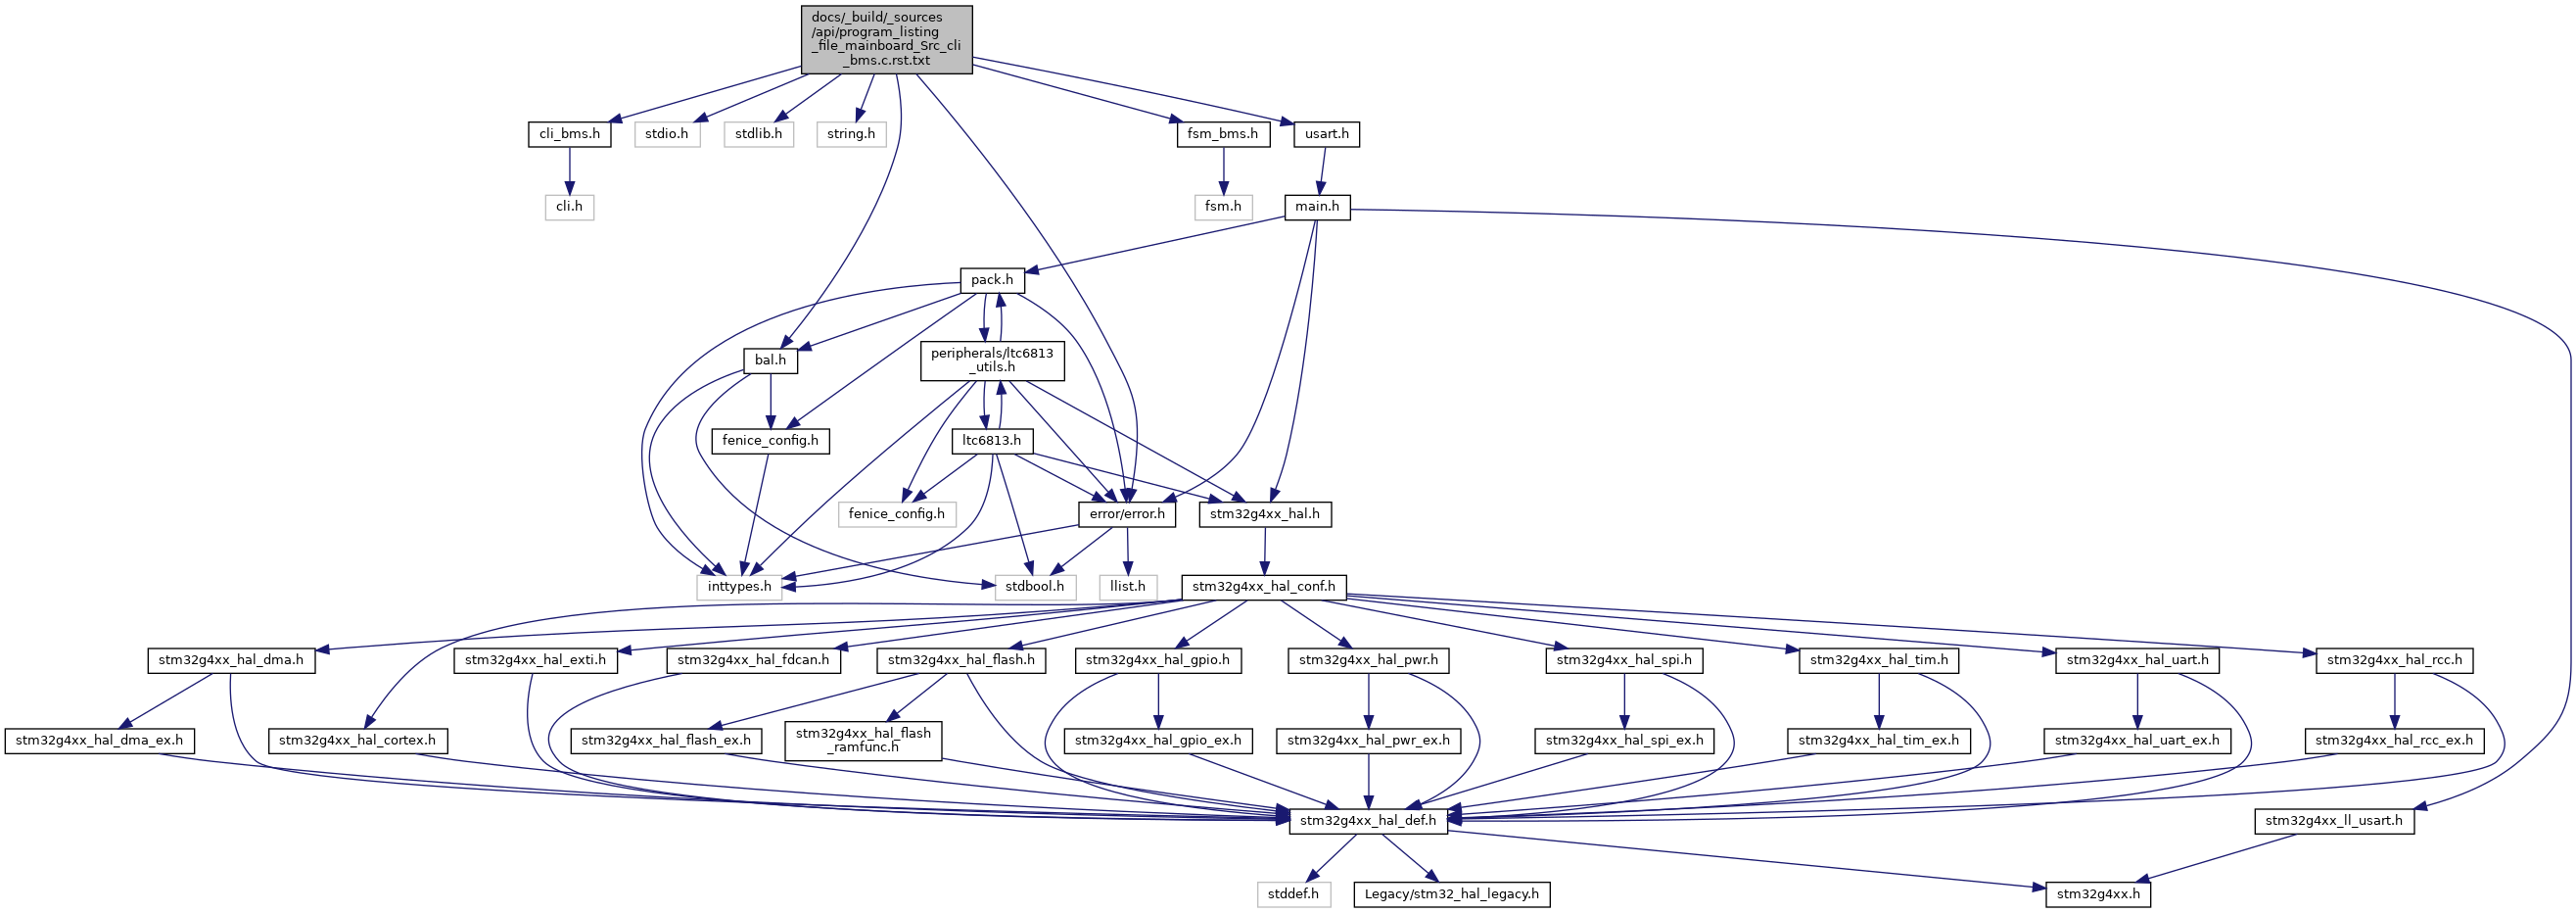 docs/_build/_sources
/api/program_listing
_file_mainboard_Src_cli
_bms.c.rst.txt
cli_bms.h
stdio.h
stdlib.h
string.h
fsm_bms.h
usart.h
cli.h
fsm.h
main.h
pack.h
bal.h
peripherals/ltc6813
_utils.h
fenice_config.h
ltc6813.h
fenice_config.h
error/error.h
stm32g4xx_hal.h
inttypes.h
stdbool.h
llist.h
stm32g4xx_hal_conf.h
stm32g4xx_hal_dma.h
stm32g4xx_hal_exti.h
stm32g4xx_hal_fdcan.h
stm32g4xx_hal_flash.h
stm32g4xx_hal_gpio.h
stm32g4xx_hal_pwr.h
stm32g4xx_hal_spi.h
stm32g4xx_hal_tim.h
stm32g4xx_hal_uart.h
stm32g4xx_hal_rcc.h
stm32g4xx_hal_dma_ex.h
stm32g4xx_hal_cortex.h
stm32g4xx_hal_flash_ex.h
stm32g4xx_hal_flash
_ramfunc.h
stm32g4xx_hal_gpio_ex.h
stm32g4xx_hal_pwr_ex.h
stm32g4xx_hal_spi_ex.h
stm32g4xx_hal_tim_ex.h
stm32g4xx_hal_uart_ex.h
stm32g4xx_hal_rcc_ex.h
stm32g4xx_hal_def.h
stm32g4xx_ll_usart.h
stddef.h
Legacy/stm32_hal_legacy.h
stm32g4xx.h